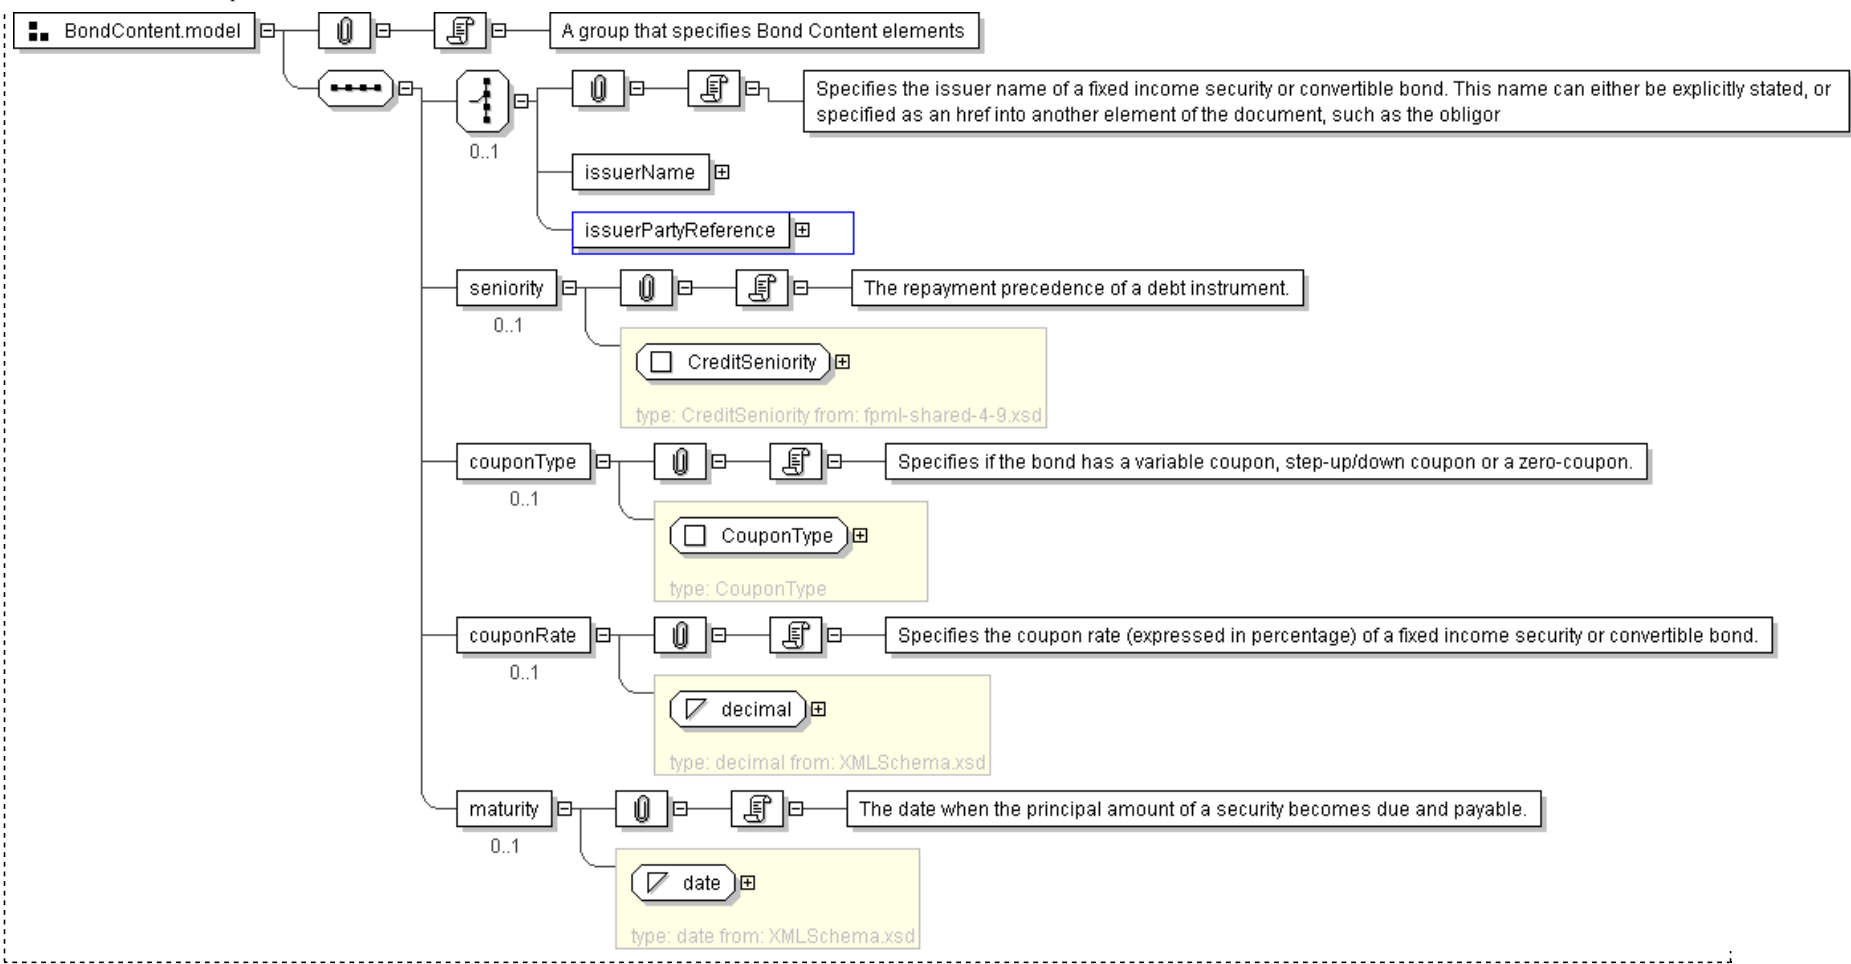 BondContent.model
A group that specifies Bond Content elements
Specifies the issuer name of a fixed income security or convertible bond. This name can either be explicitly stated, or
specified as an href into another element of the document, such as the obligor
0..1
issuerName
issuerPartyReference
seniority
The repayment precedence of a debt instrument.
0..1
CreditSeniority
type: CreditSeniority from: fpml-shared-4-9.xsd
couponType
Specifies if the bond has a variable coupon, step-up/down coupon or a zero-coupon.
0..1
CouponType
type: CouponType
couponRate
Specifies the coupon rate (expressed in percentage) of a fixed income security or convertible bond.
0..1
decimal
type: decimal from: XMLSchema.xsd
maturity
The date when the principal amount of a security becomes due and payable.
0..1
date
type: date from: XMLSchema.xsd